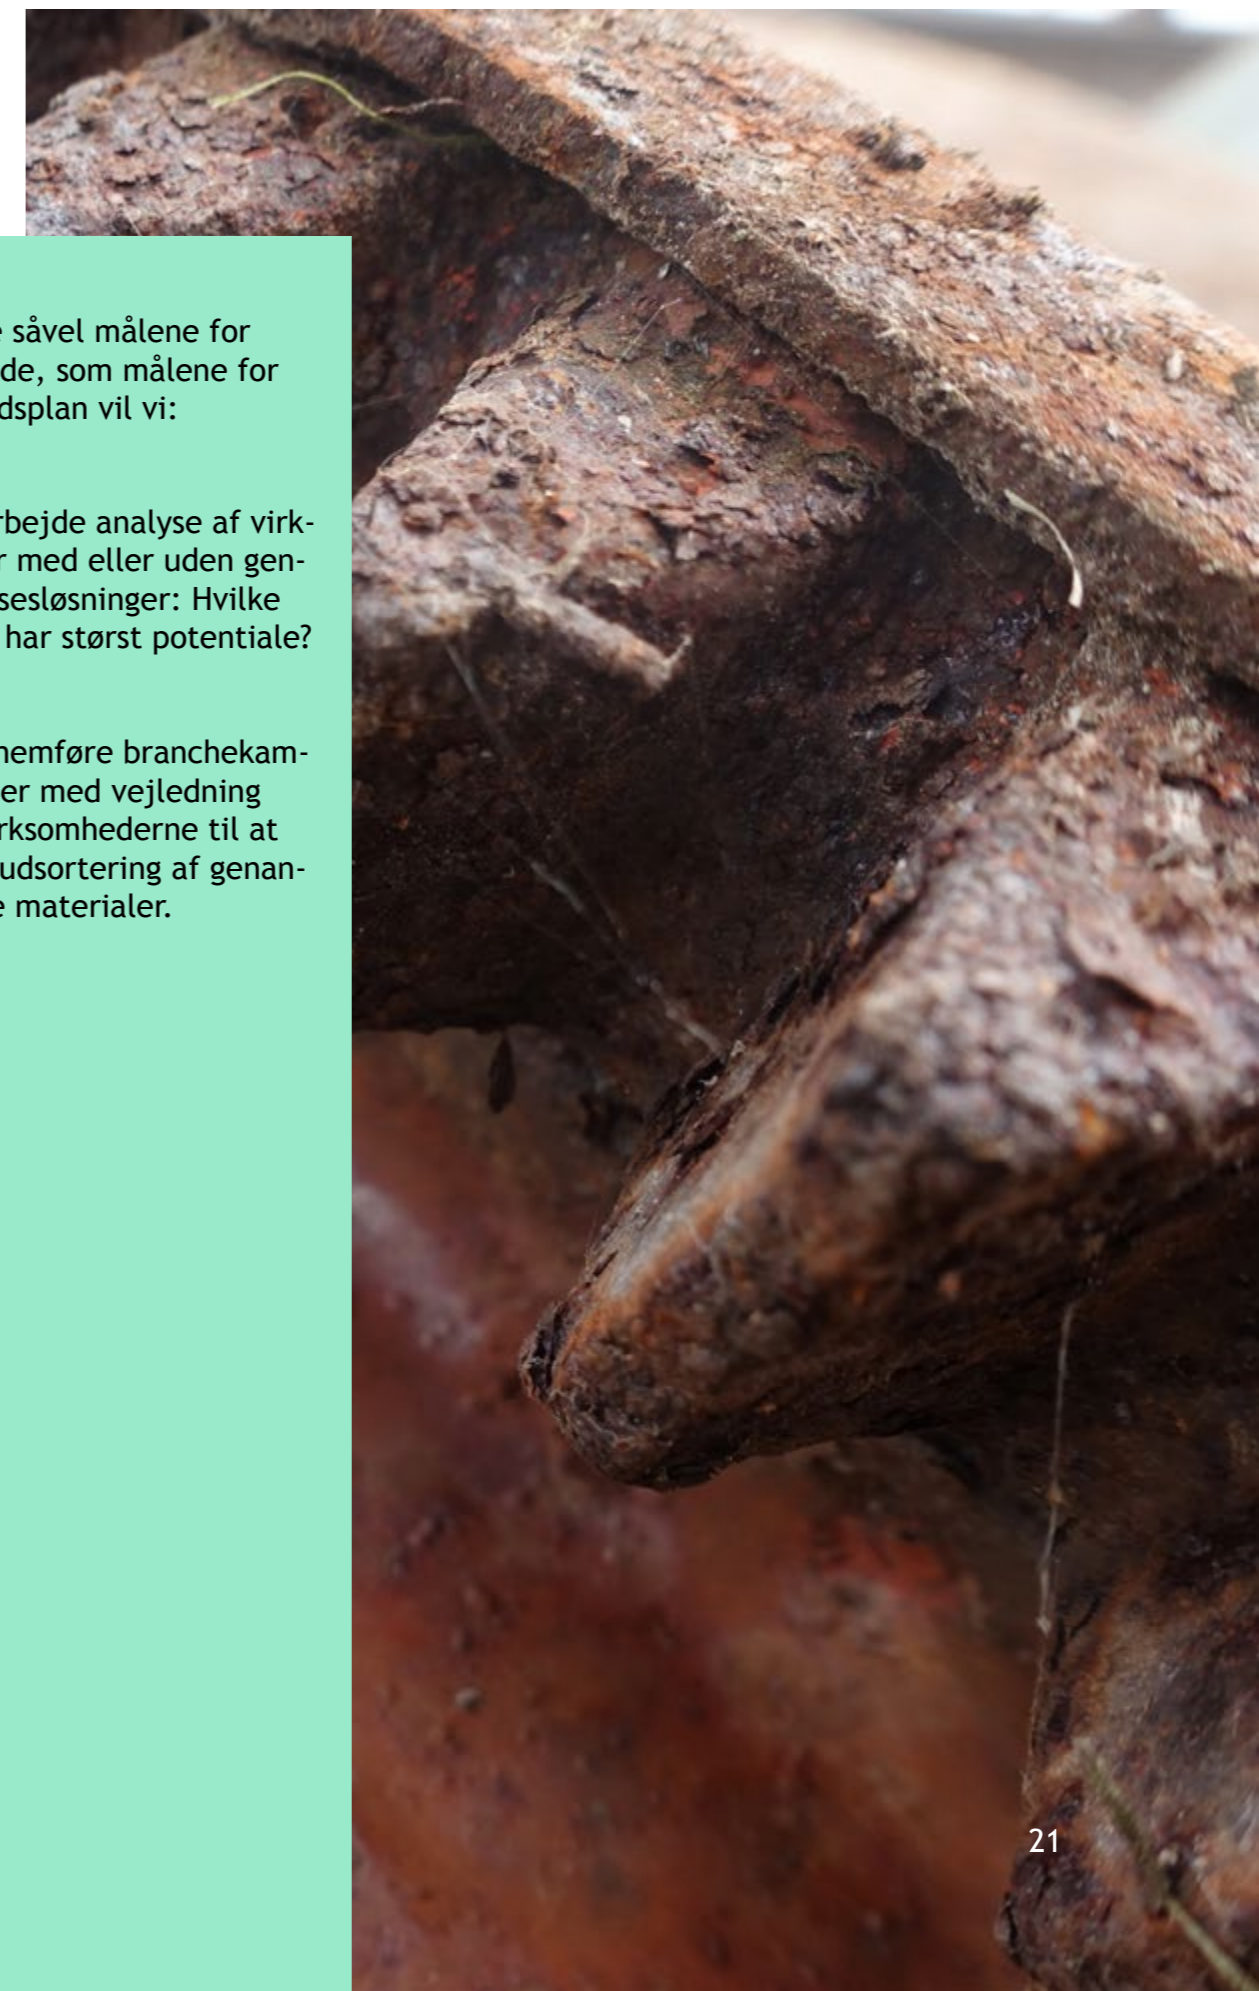 såvel målene for
de, som målene for
dsplan vil vi:
rbejde analyse af virk-
r med eller uden gen-
sesløsninger: Hvilke
har størst potentiale?
nemføre branchekam-
er med vejledning
rksomhederne til at
udsortering af genan-
e materialer.
21